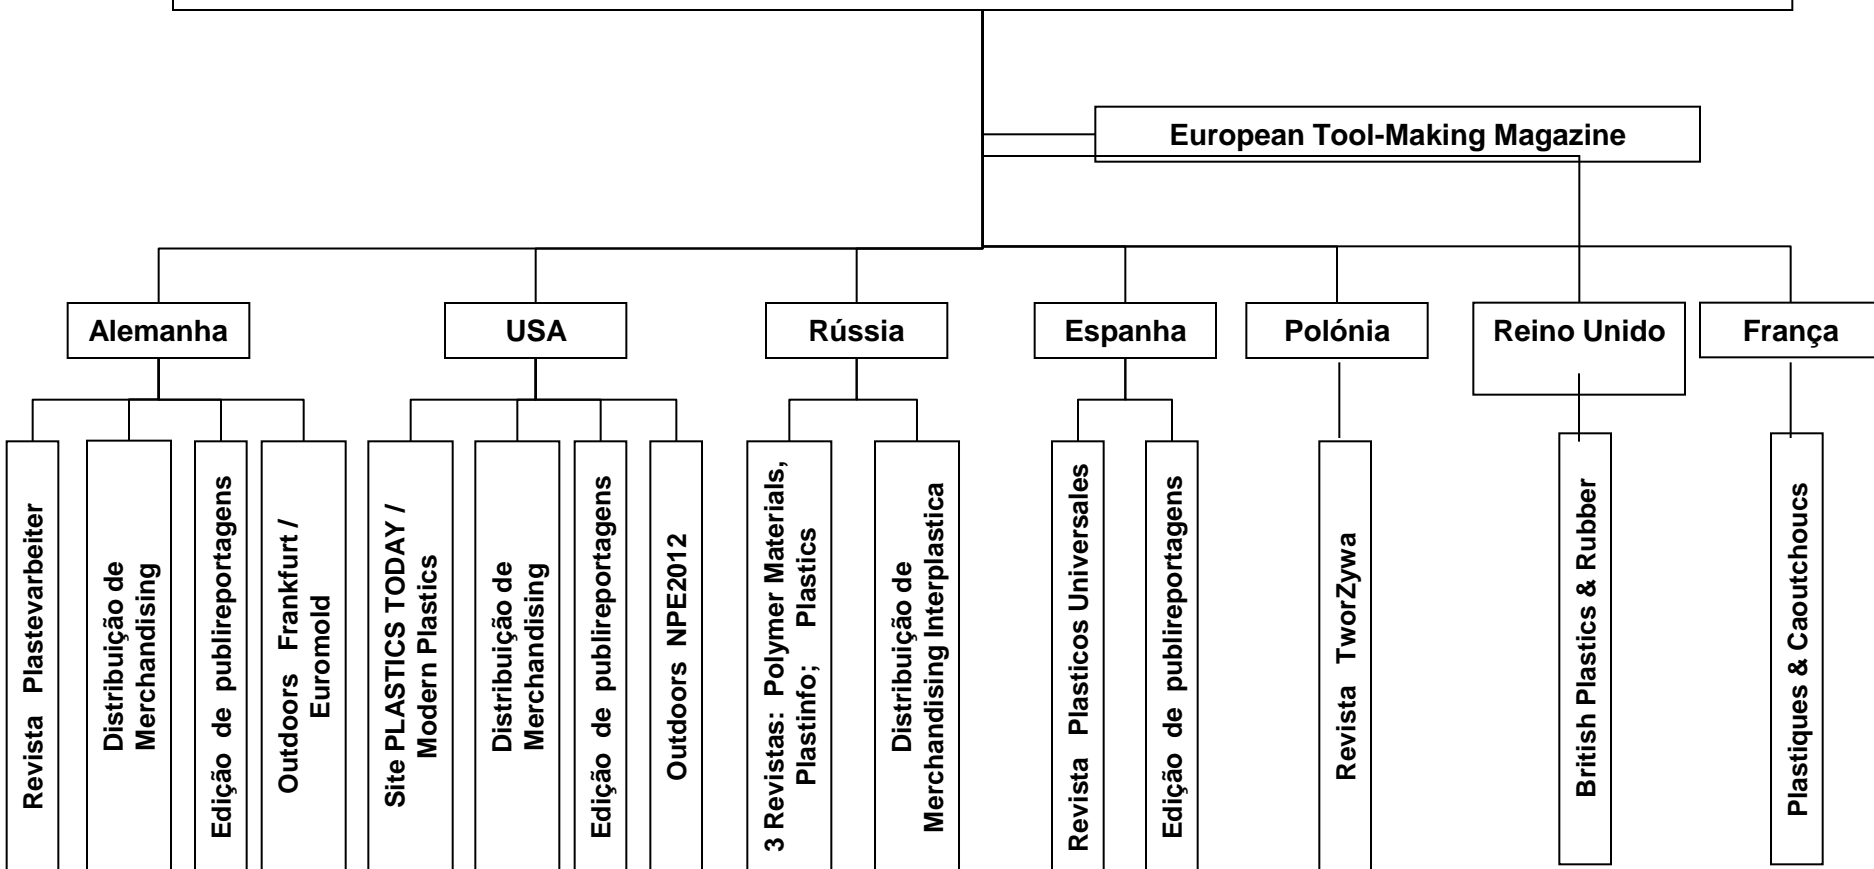 European Tool-Making Magazine
Alemanha
USA
Rússia
Espanha
Polónia
Reino Unido
França
Revista Plastevarbeiter
Distribuição de
Merchandising
Edição de publireportagens
Outdoors Frankfurt /
Euromold
Site PLASTICS TODAY /
Modern Plastics
Distribuição de
Merchandising
Edição de publireportagens
Outdoors NPE2012
3 Revistas: Polymer Materials,
Plastinfo; Plastics
Distribuição de
Merchandising Interplastica
Revista Plasticos Universales
Edição de publireportagens
Revista TworZywa
British Plastics & Rubber
Plastiques & Caoutchoucs